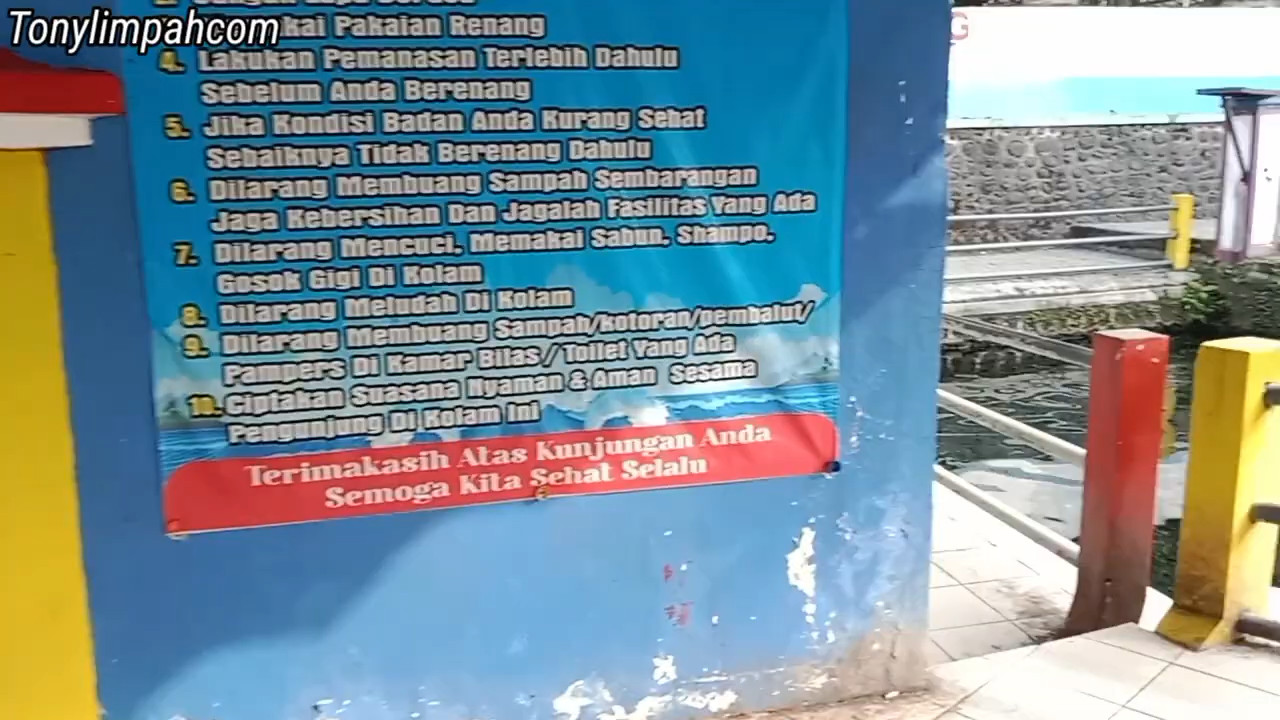 Tonylimpahcom
Pakaian Renang
4. Lakukan Pemanasan Terlebih Dahulu
Sebelum Anda Berenang
5. Jika Kondisi Badan Anda Kurang Sehat
Sebaiknya Tidak Berenang Dahulu
6. Dilarang Membuang Sampah Sembarangan
Jaga Kebersihan Dan Jagalah Fasilitas Yang Ada
7. Dilarang Mencuci, Memakai Sabun, Shampo,
Gosok Gigi Di Kolam
8. Dilarang Meludah Di Kolam
9. Dilarang Membuang Sampah/kotoran/pembalut/
Pampers Di Kamar Bilas / Toilet Yang Ada
10. Ciptakan Suasana Nyaman & Aman Sesama
Pengunjung Di Kolam Ini
Terimakasih Atas Kunjungan Anda
Semoga Kita Sehat Selalu
G